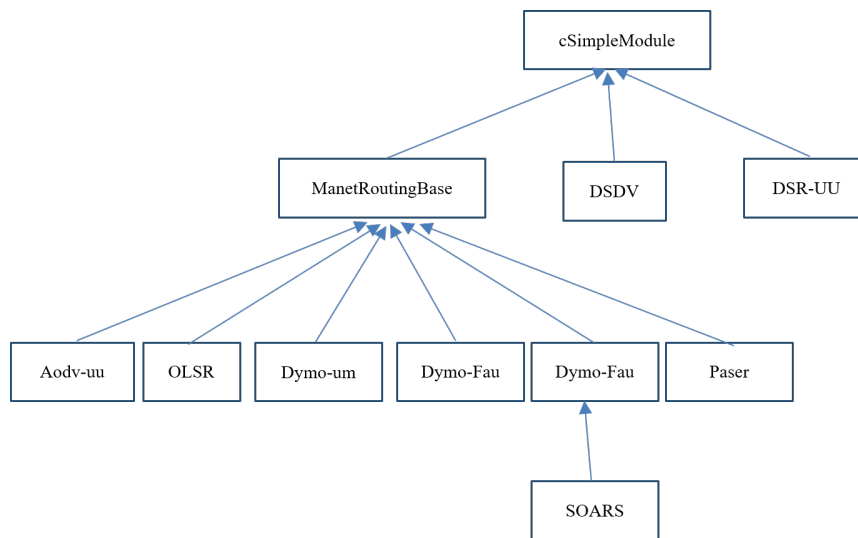 cSimpleModule
ManetRoutingBase
DSDV
DSR-UU
Aodv-uu
OLSR
Dymo-um
Dymo-Fau
Dymo-Fau
Paser
SOARS